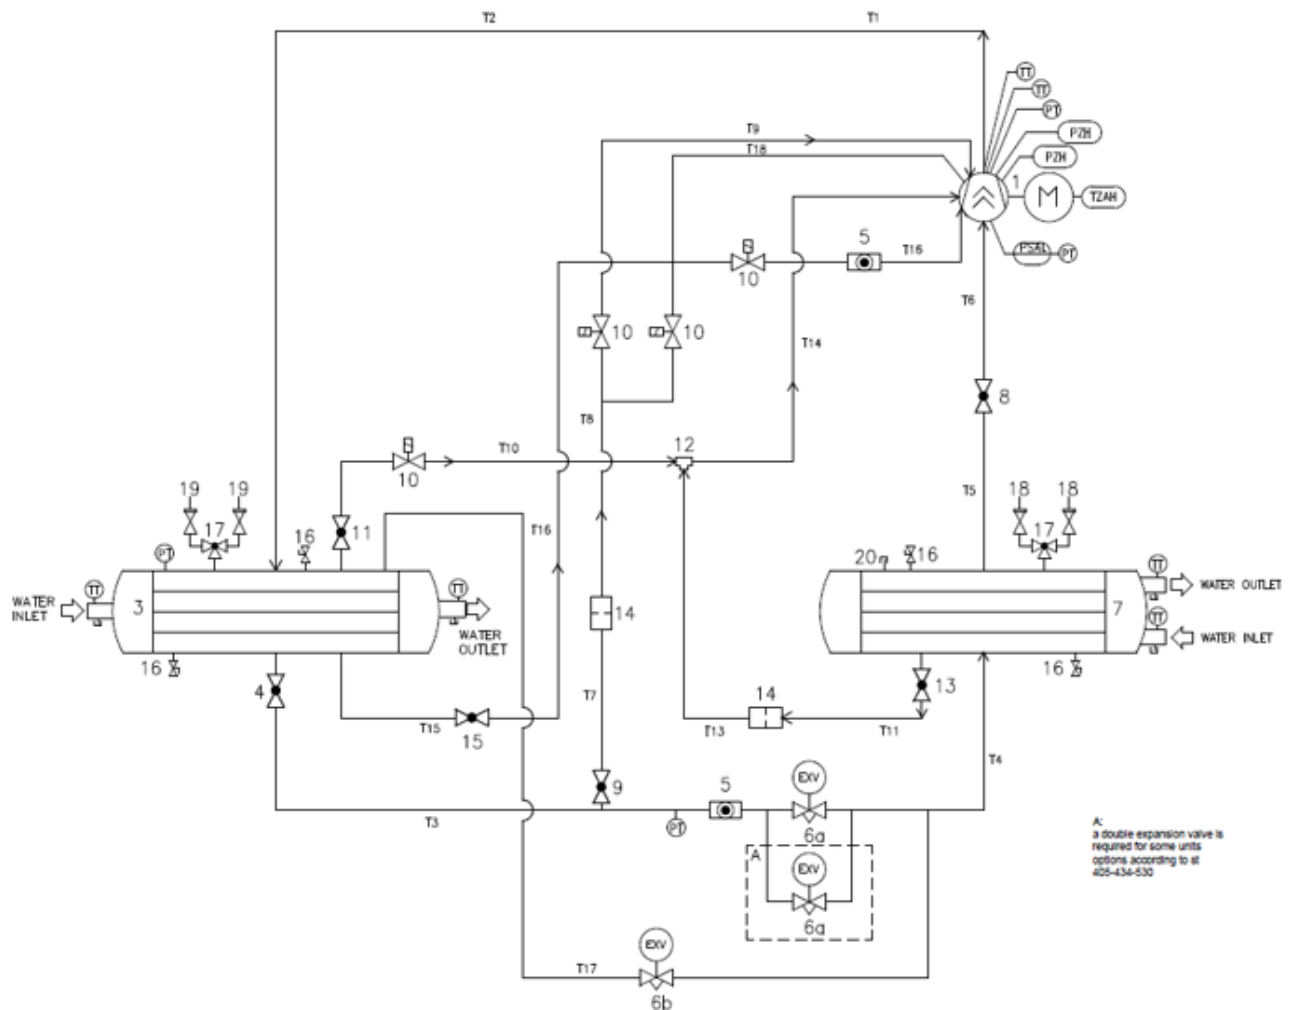 T2
T1
TT
TT
PT
T9
PZH
T18
PZH
1
M
TZAH
5
T16
PSAL
PT
10
T6
10
10
T14
8
T8
12
T10
10
19
19
T5
18
18
17
16
11
T16
17
PT
20
16
TT
TT
TT
WATER OUTLET
WATER
INLET
3
14
7
TT
WATER
OUTLET
WATER INLET
16
16
4
13
14
T7
T15
15
T13
T11
T4
EXV
5
9
T3
PT
6a
A
EXV
6a
A:
a double expansion valve is
required for some units
options according to st
405-434-530
EXV
T17
6b